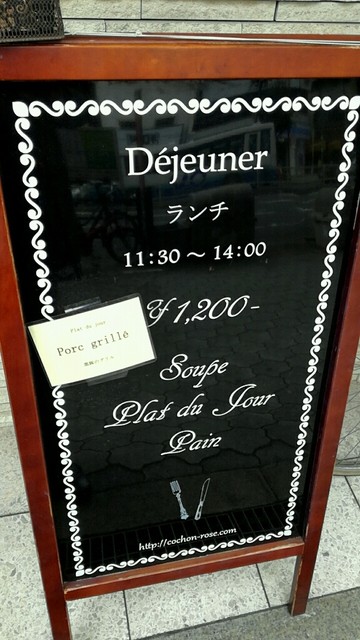 Déjeuner
ランチ
11:30 ～ 14:00
¥1,200-
Plat du jour
Porc grillé
Soupe
Plat du Jour
Pain
http://cochon-rose.com